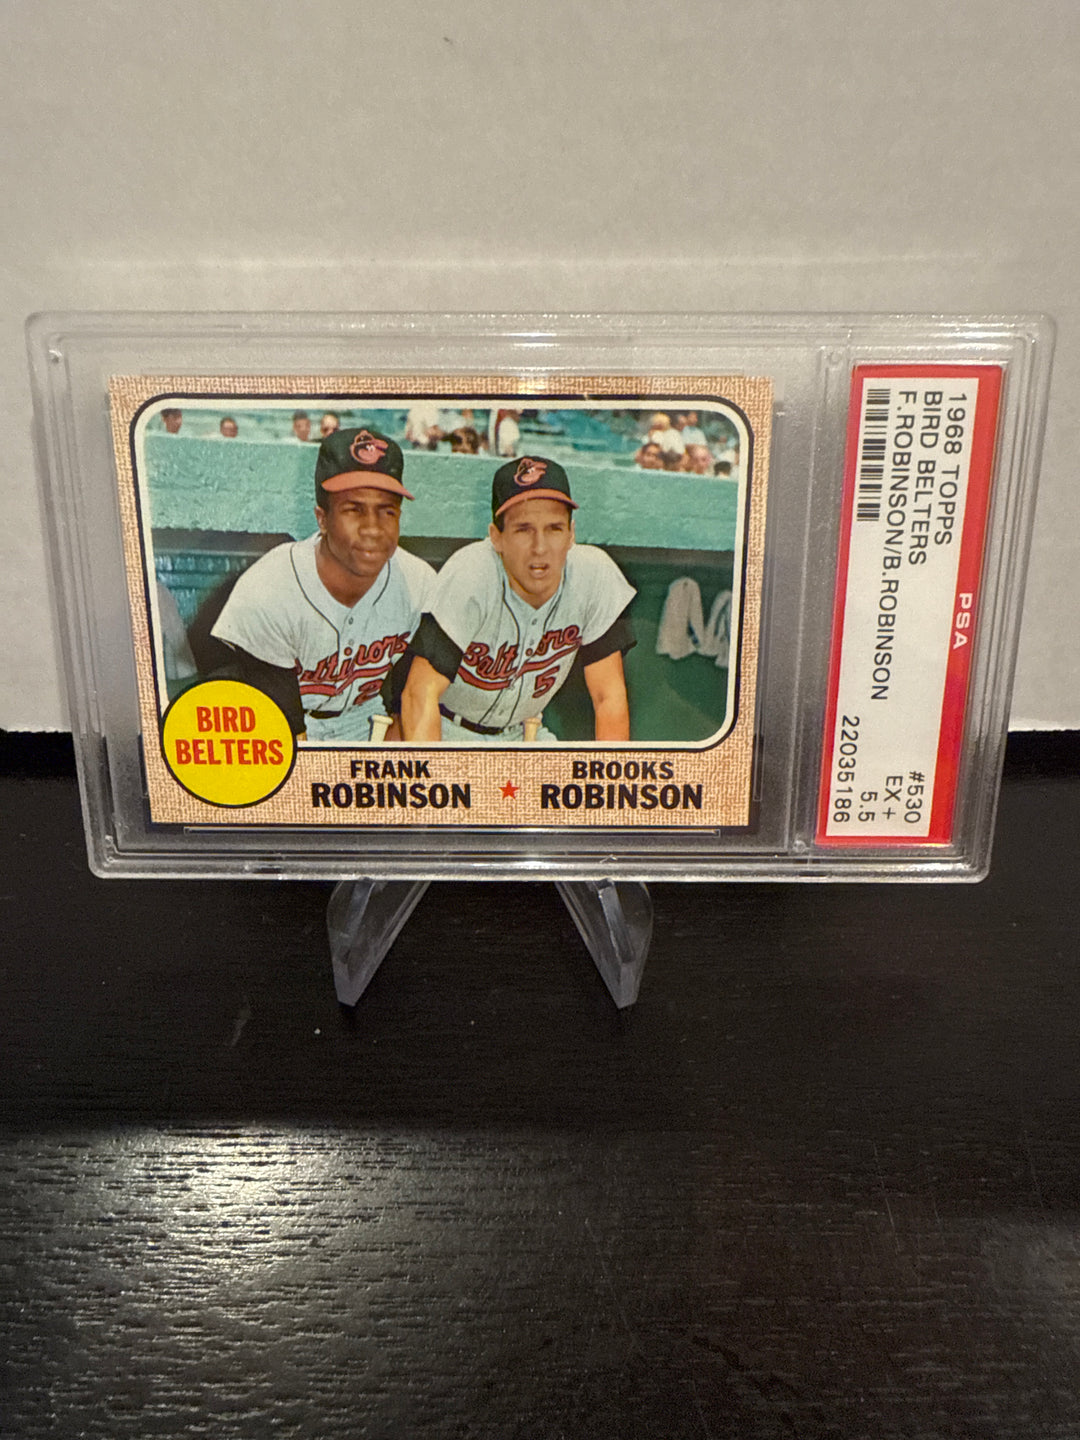 BIRD
BELTERS
FRANK
ROBINSON
BROOKS
ROBINSON
Baltimore
5
1968 TOPPS
BIRD BELTERS
F.ROBINSON/B.ROBINSON
#530
EX +
5.5
22035186
PSA